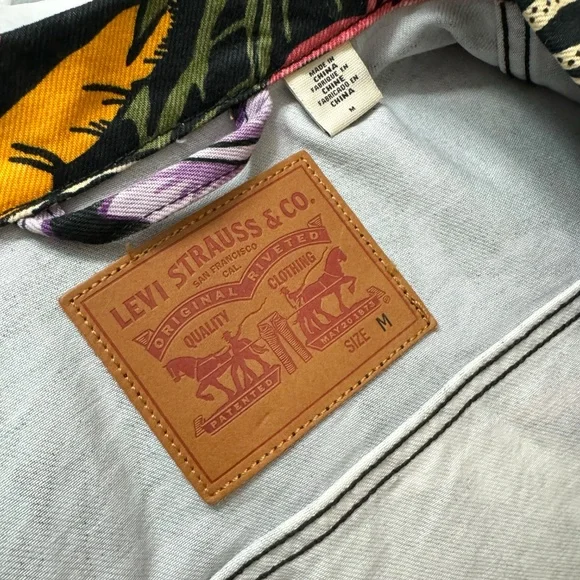 MADE IN
CHINA
FABRIQUE EN
CHINE
FABRICADO EN
CHINA
M
LEVI STRAUSS & CO.
SAN FRANCISCO
CAL.
ORIGINAL RIVETED
QUALITY CLOTHING
PATENTED
MAY 20 1873
SIZE M